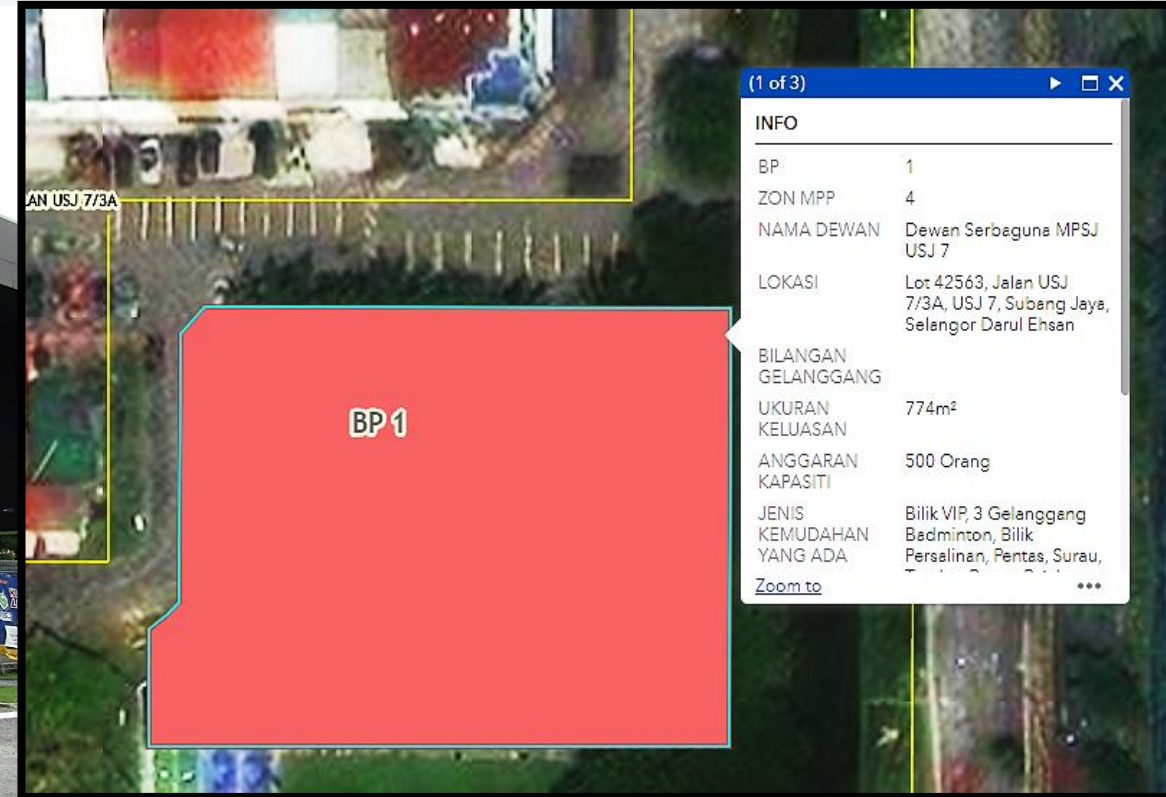 (1 of 3)
INFO
BP 1
ZON MPP 4
NAMA DEWAN Dewan Serbaguna MPSJ
USJ 7
LOKASI Lot 42563, Jalan USJ
7/3A, USJ 7, Subang Jaya,
Selangor Darul Ehsan
BILANGAN
GELANGGANG
UKURAN 774m²
KELUASAN
ANGGARAN 500 Orang
KAPASITI
JENIS Bilik VIP, 3 Gelanggang
KEMUDAHAN Badminton, Bilik
YANG ADA Persalinan, Pentas, Surau,
Zoom to
AN USJ 7/3A
BP 1